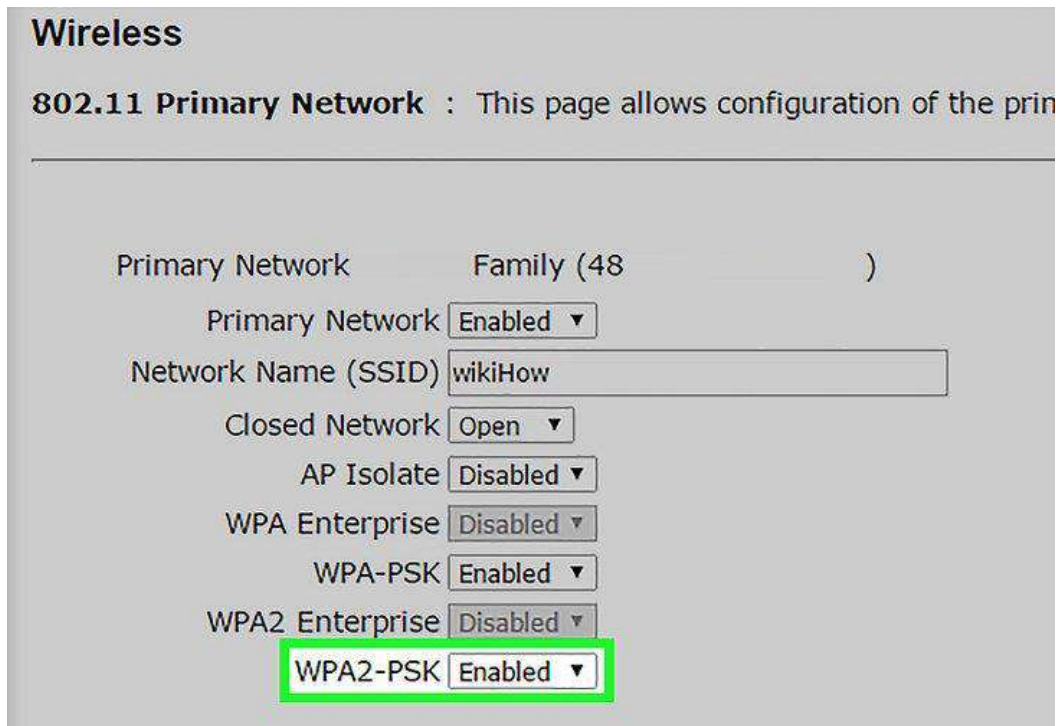 Wireless
802.11 Primary Network : This page allows configuration of the
Primary Network Family (48 )
Primary Network Enabled
Network Name (SSID) wikiHow
Closed Network Open
AP Isolate Disabled
WPA Enterprise Disabled
WPA-PSK Enabled
WPA2 Enterprise Disabled
WPA2-PSK Enabled